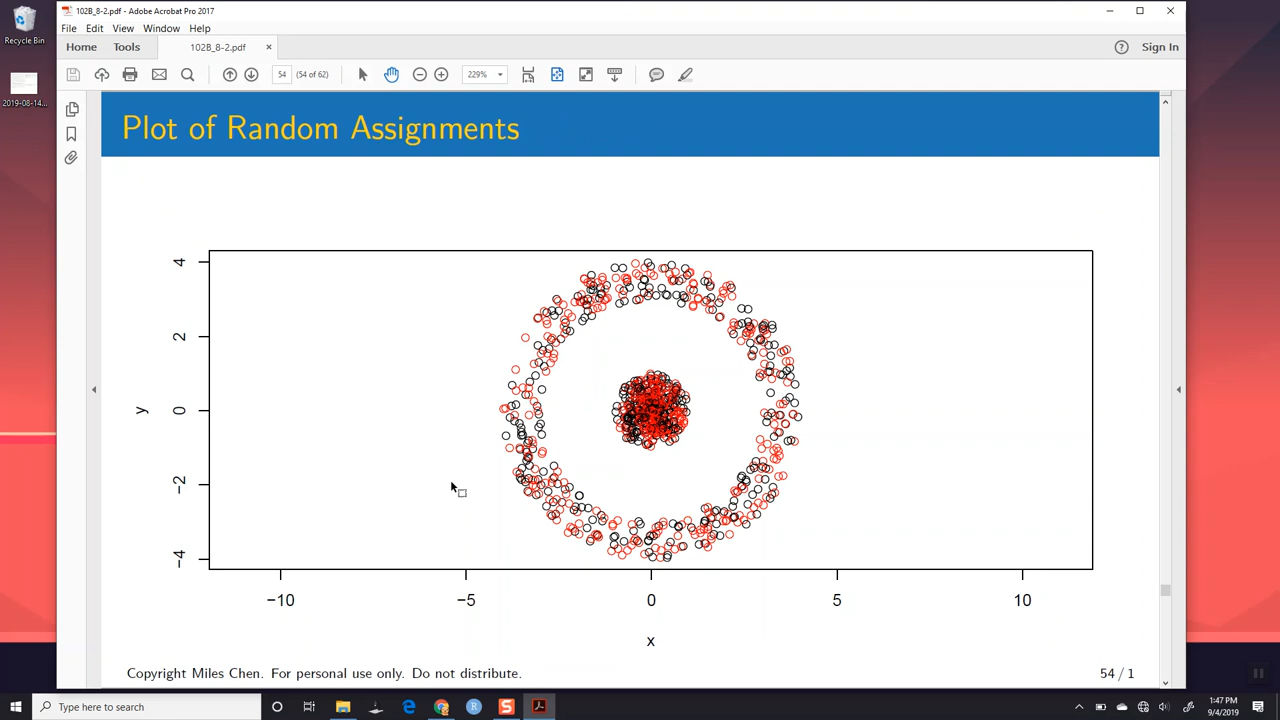 102B_8-2.pdf - Adobe Acrobat Pro 2017
Recycle Bin
File Edit View Window Help
Home Tools 102B_8-2.pdf × Sign In
54 (54 of 62) 229%
2019-08-14...
Plot of Random Assignments
4
2
0
−2
−4
y
−10 −5 0 5 10
x
Copyright Miles Chen. For personal use only. Do not distribute. 54 / 1
Type here to search
1:47 PM
9/4/2019